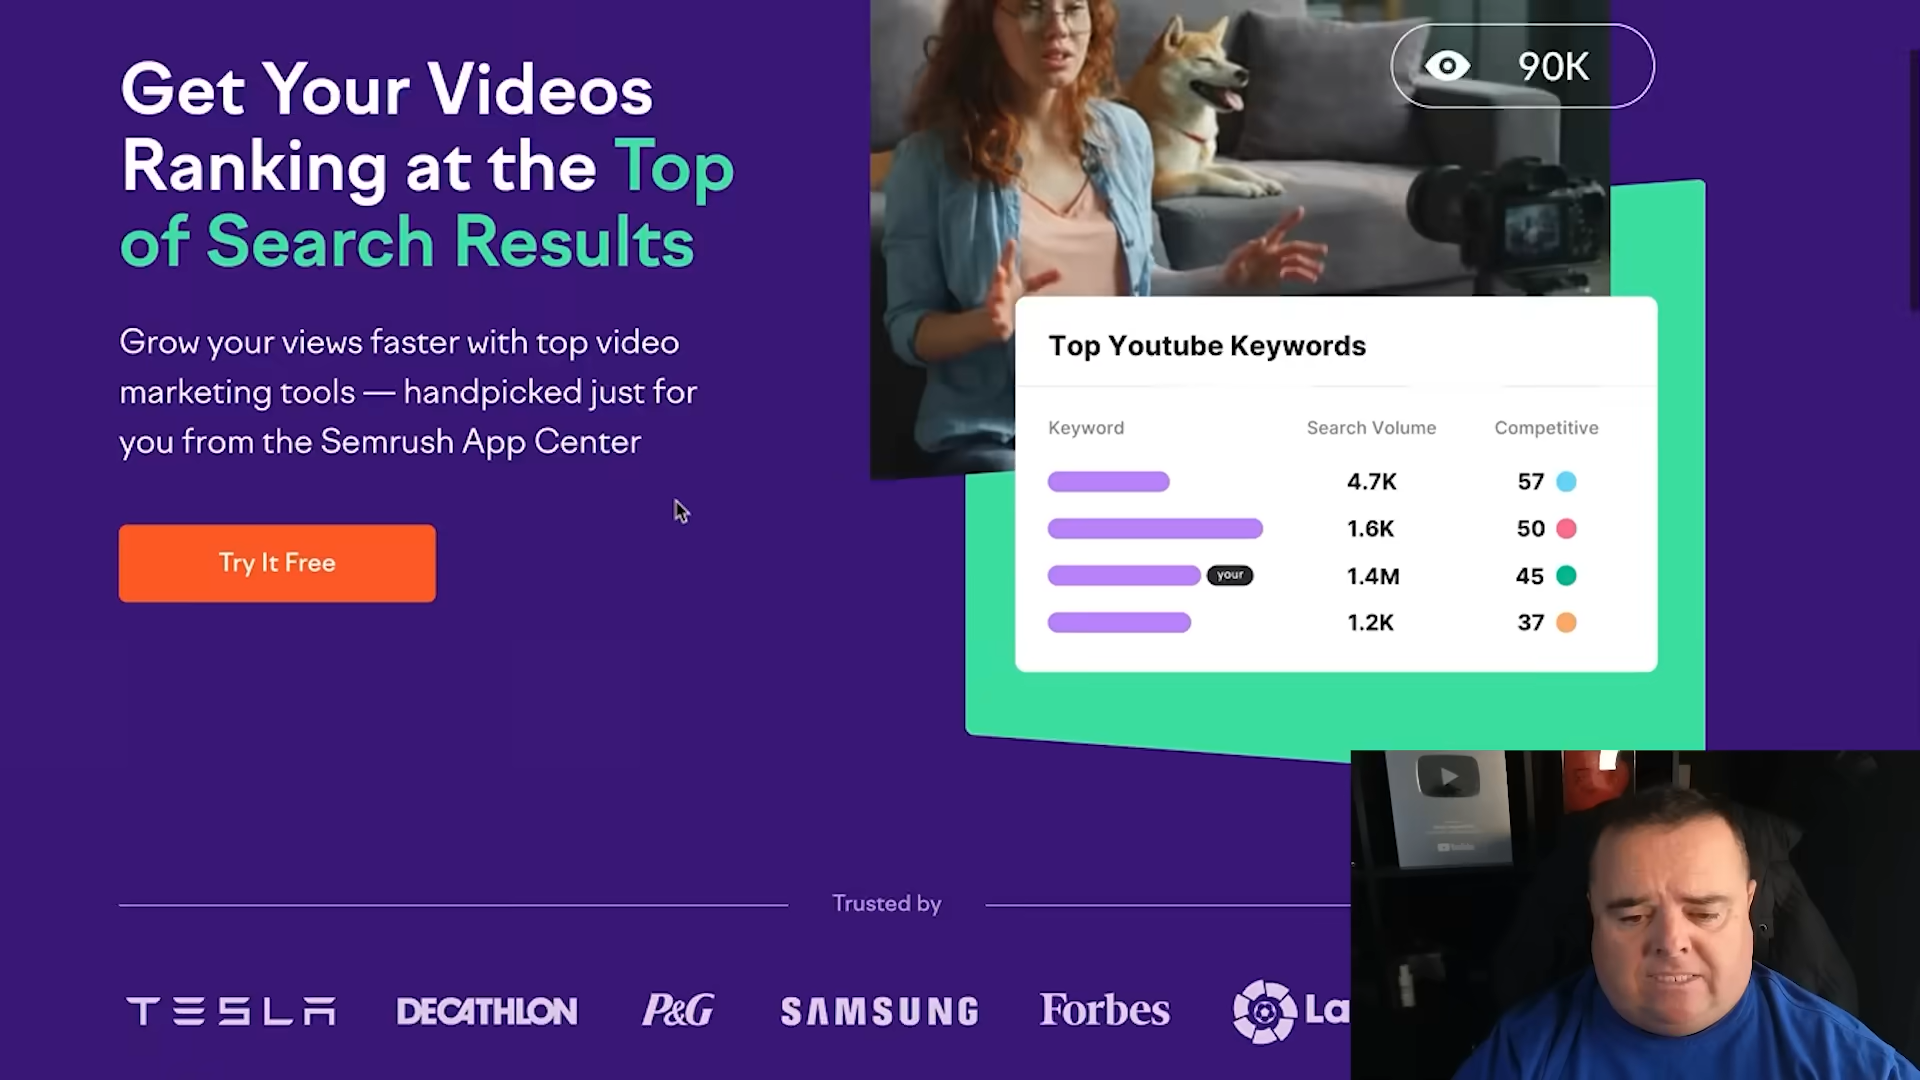 Get Your Videos
Ranking at the Top
of Search Results
Grow your views faster with top video
marketing tools — handpicked just for
you from the Semrush App Center
Try It Free
90K
Top Youtube Keywords
Keyword Search Volume Competitive
4.7K 57
1.6K 50
your 1.4M 45
1.2K 37
Trusted by
TESLA DECATHLON P&G SAMSUNG Forbes La
YouTube